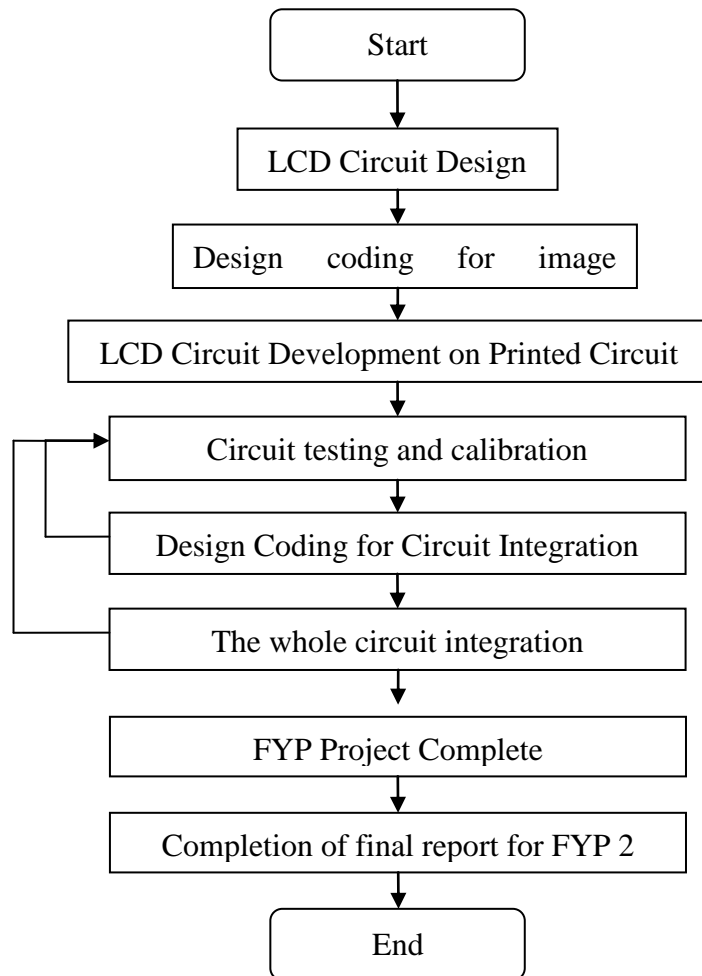 Start
LCD Circuit Design
Design coding for image
LCD Circuit Development on Printed Circuit
Circuit testing and calibration
Design Coding for Circuit Integration
The whole circuit integration
FYP Project Complete
Completion of final report for FYP 2
End